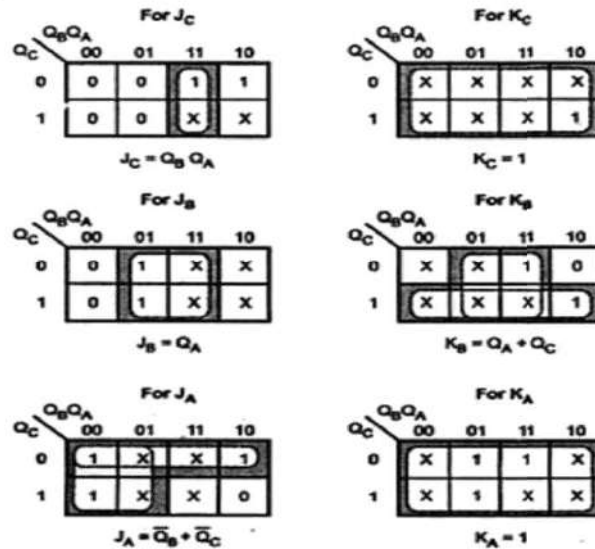 For J_C
Q_BQ_A
Q_C 00 01 11 10
0 0 0 1 1
1 0 0 X X
J_C = Q_B Q_A
For K_C
Q_BQ_A
Q_C 00 01 11 10
0 X X X X
1 X X X 1
K_C = 1
For J_B
Q_BQ_A
Q_C 00 01 11 10
0 0 1 X X
1 0 1 X X
J_B = Q_A
For K_B
Q_BQ_A
Q_C 00 01 11 10
0 X X 1 0
1 X X X 1
K_B = Q_A + Q_C
For J_A
Q_BQ_A
Q_C 00 01 11 10
0 1 X X 1
1 1 X X 0
J_A = Q̅_B + Q̅_C
For K_A
Q_BQ_A
Q_C 00 01 11 10
0 X 1 1 X
1 X 1 X X
K_A = 1